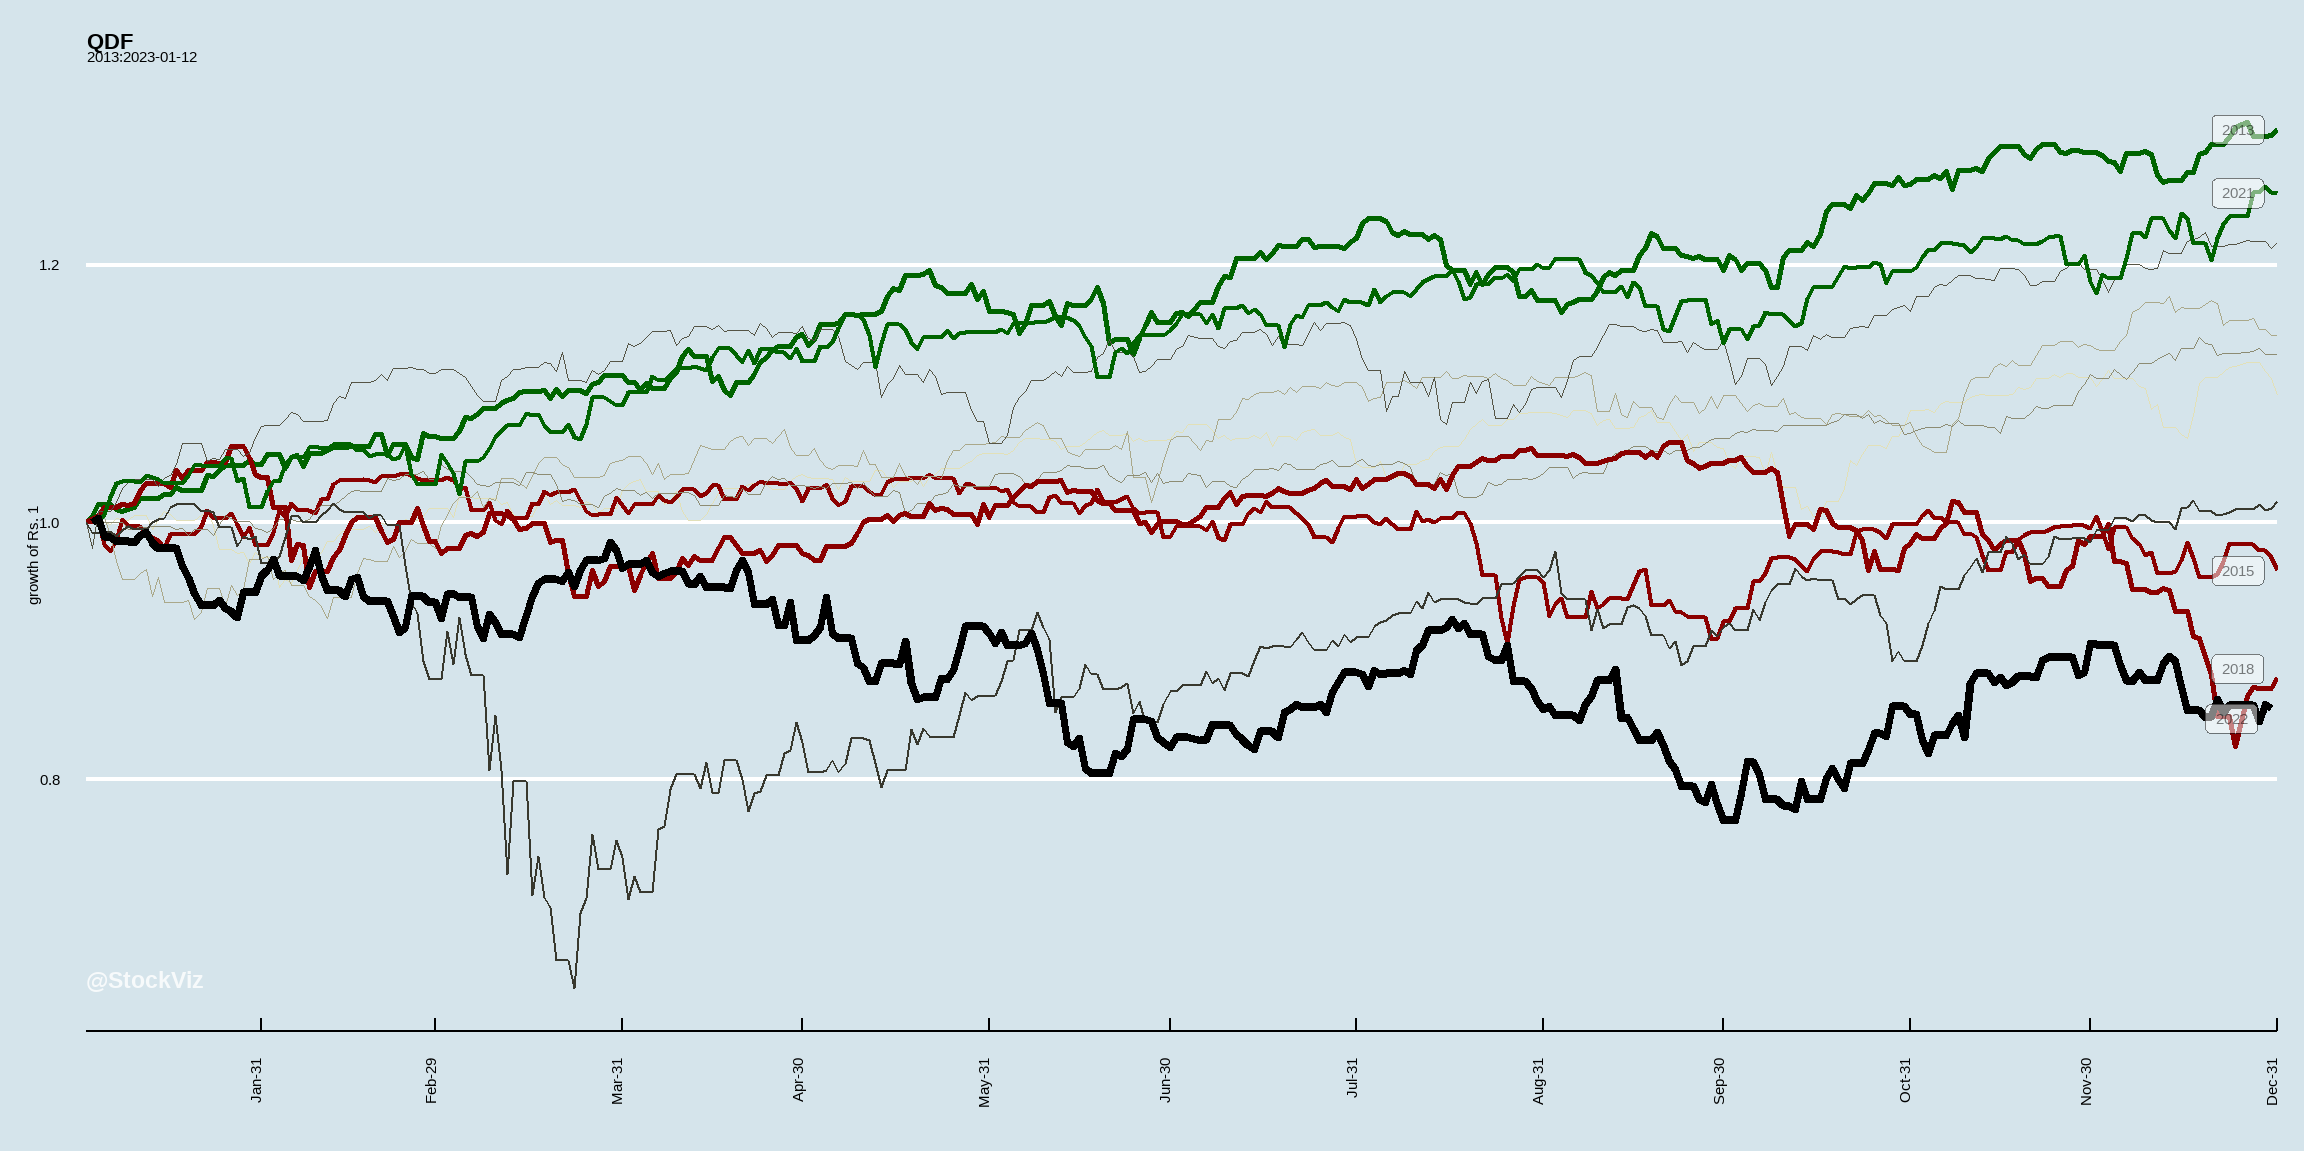 QDF
2013:2023-01-12
growth of Rs. 1
1.2
1.0
0.8
2013
2021
2015
2018
2022
@StockViz
Jan-31
Feb-29
Mar-31
Apr-30
May-31
Jun-30
Jul-31
Aug-31
Sep-30
Oct-31
Nov-30
Dec-31